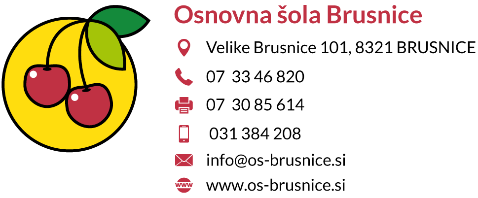 Osnovna šola Brusnice
Velike Brusnice 101, 8321 BRUSNICE
07 33 46 820
07 30 85 614
031 384 208
info@os-brusnice.si
www www.os-brusnice.si